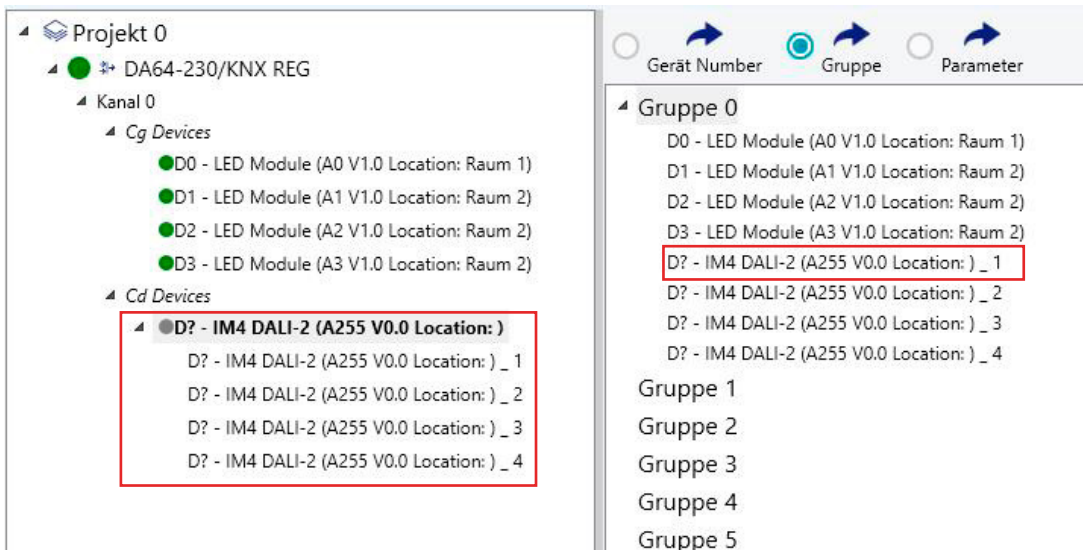 Projekt 0
DA64-230/KNX REG
Kanal 0
Cg Devices
D0 - LED Module (A0 V1.0 Location: Raum 1)
D1 - LED Module (A1 V1.0 Location: Raum 2)
D2 - LED Module (A2 V1.0 Location: Raum 2)
D3 - LED Module (A3 V1.0 Location: Raum 2)
Cd Devices
D? - IM4 DALI-2 (A255 V0.0 Location: )
D? - IM4 DALI-2 (A255 V0.0 Location: ) _ 1
D? - IM4 DALI-2 (A255 V0.0 Location: ) _ 2
D? - IM4 DALI-2 (A255 V0.0 Location: ) _ 3
D? - IM4 DALI-2 (A255 V0.0 Location: ) _ 4
Gerät Number Gruppe Parameter
Gruppe 0
D0 - LED Module (A0 V1.0 Location: Raum 1)
D1 - LED Module (A1 V1.0 Location: Raum 2)
D2 - LED Module (A2 V1.0 Location: Raum 2)
D3 - LED Module (A3 V1.0 Location: Raum 2)
D? - IM4 DALI-2 (A255 V0.0 Location: ) _ 1
D? - IM4 DALI-2 (A255 V0.0 Location: ) _ 2
D? - IM4 DALI-2 (A255 V0.0 Location: ) _ 3
D? - IM4 DALI-2 (A255 V0.0 Location: ) _ 4
Gruppe 1
Gruppe 2
Gruppe 3
Gruppe 4
Gruppe 5